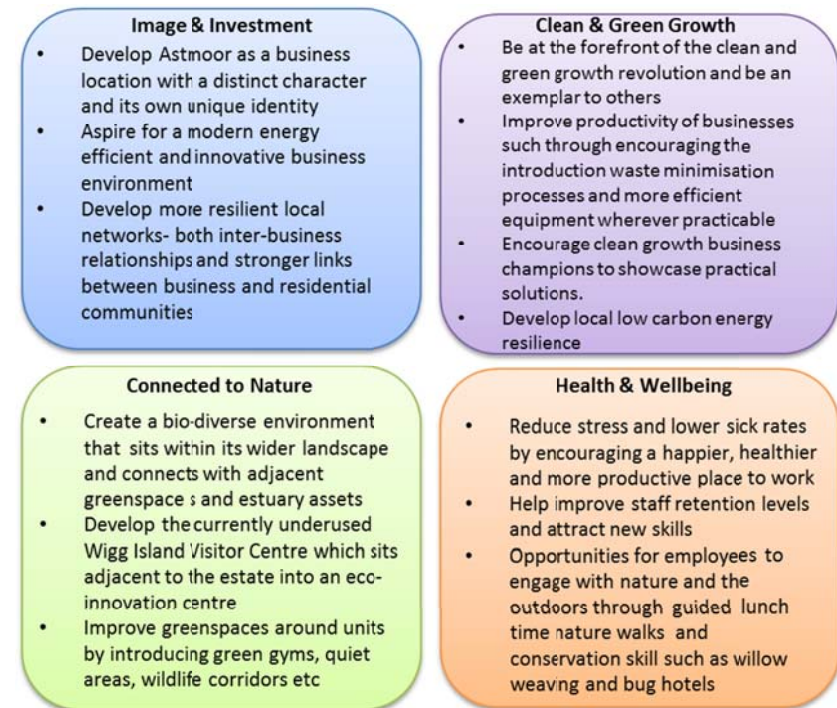 Image & Investment
• Develop Astmoor as a business
location with a distinct character
and its own unique identity
• Aspire for a modern energy
efficient and innovative business
environment
• Develop more resilient local
networks- both inter-business
relationships and stronger links
between business and residential
communities
Clean & Green Growth
• Be at the forefront of the clean and
green growth revolution and be an
exemplar to others
• Improve productivity of businesses
such through encouraging the
introduction waste minimisation
processes and more efficient
equipment wherever practicable
• Encourage clean growth business
champions to showcase practical
solutions.
• Develop local low carbon energy
resilience
Connected to Nature
• Create a bio-diverse environment
that sits within its wider landscape
and connects with adjacent
greenspaces and estuary assets
• Develop the currently underused
Wigg Island Visitor Centre which sits
adjacent to the estate into an eco-
innovation centre
• Improve greenspaces around units
by introducing green gyms, quiet
areas, wildlife corridors etc
Health & Wellbeing
• Reduce stress and lower sick rates
by encouraging a happier, healthier
and more productive place to work
• Help improve staff retention levels
and attract new skills
• Opportunities for employees to
engage with nature and the
outdoors through guided lunch
time nature walks and
conservation skill such as willow
weaving and bug hotels